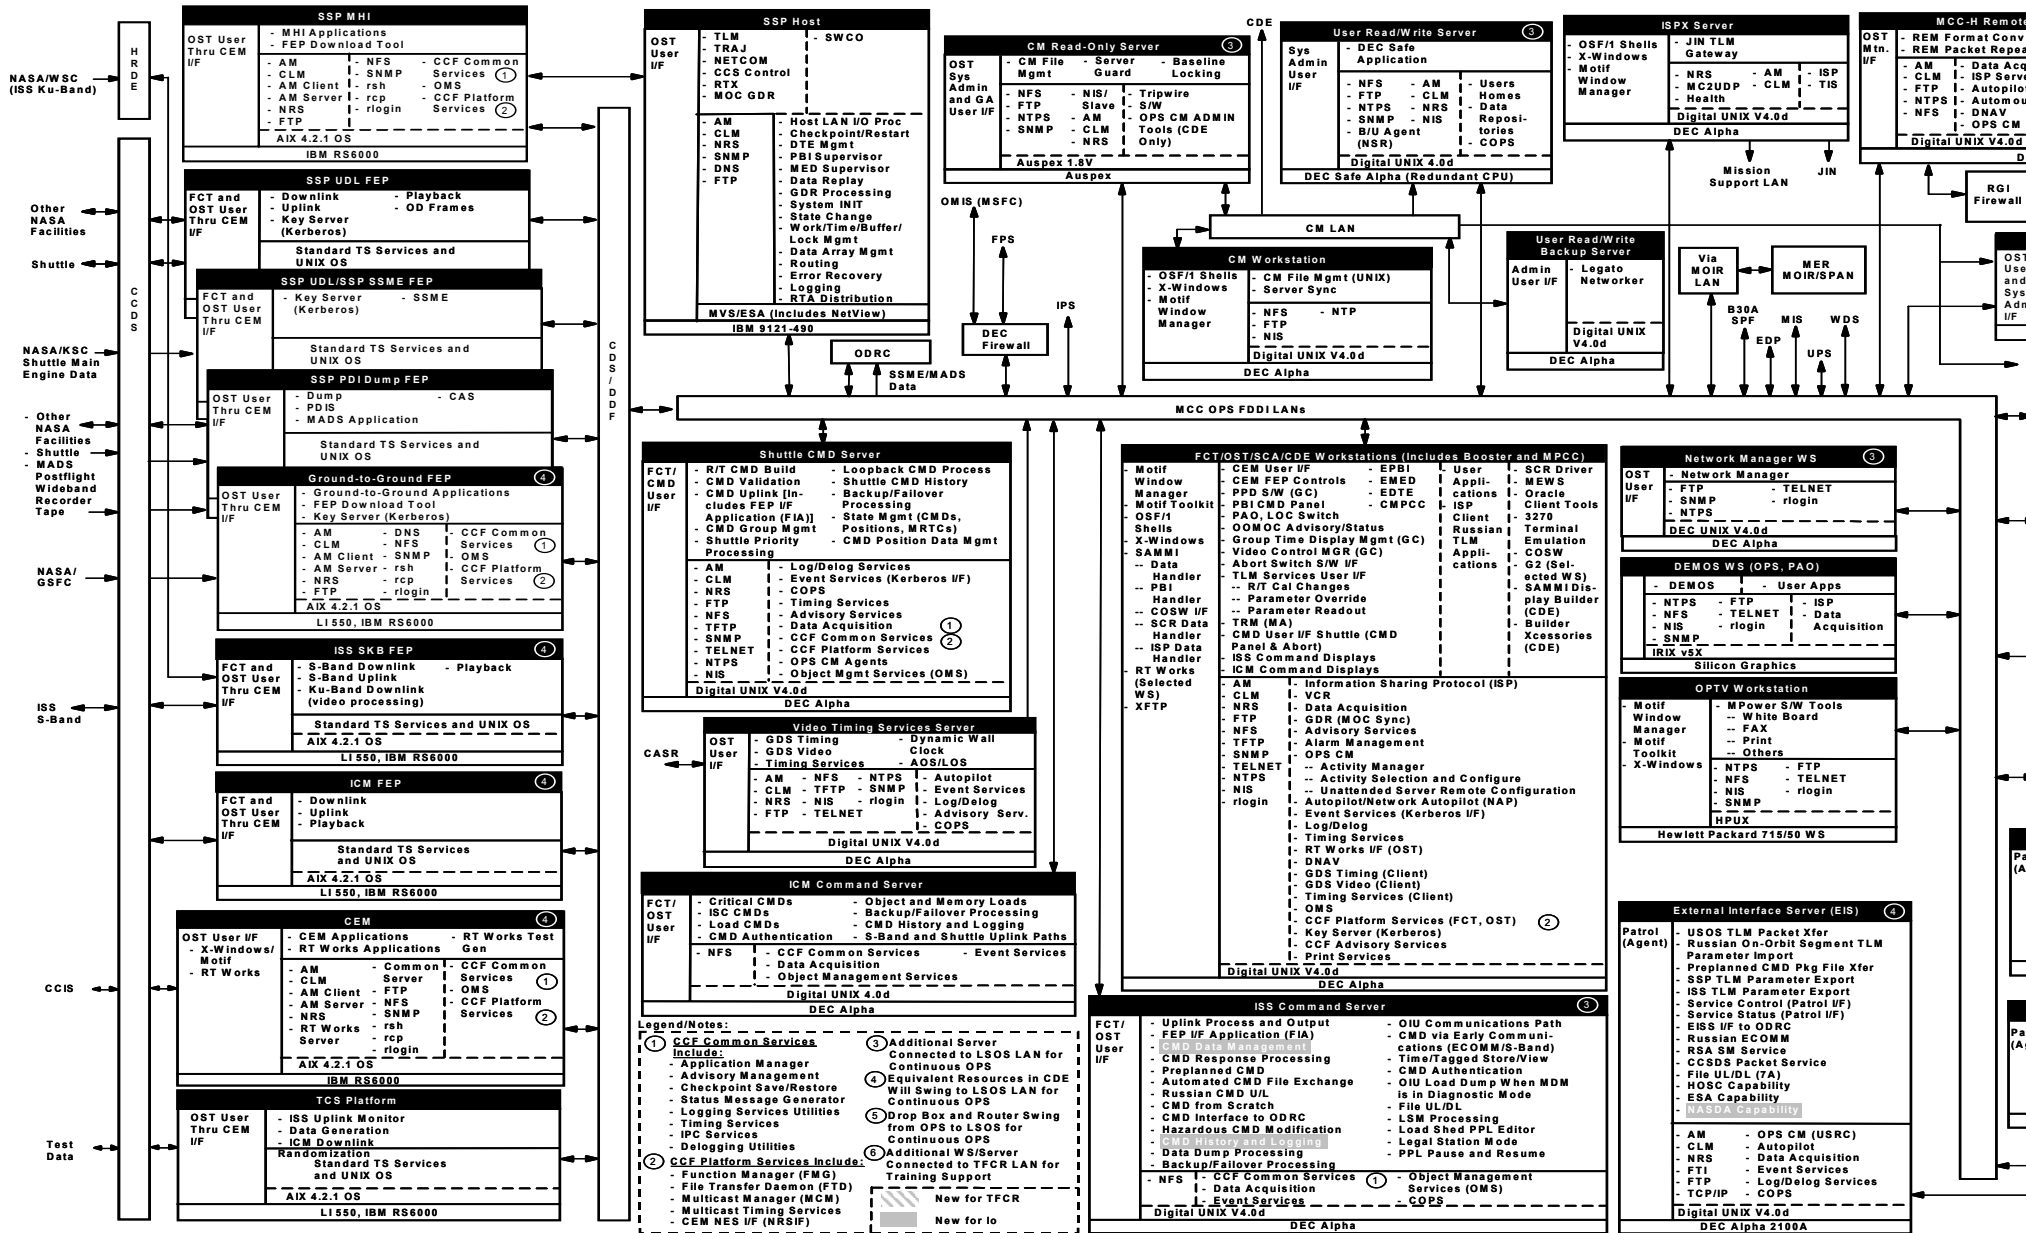 NASA/WSC
(ISS Ku-Band)
Other
NASA
Facilities
Shuttle
NASA/KSC
Shuttle Main
Engine Data
- Other
NASA
Facilities
- Shuttle
- MADS
Postflight
Wideband
Recorder
Tape
NASA/
GSFC
ISS
S-Band
CCIS
Test
Data
HRDE
CCDS
SSP MHI
OST User
Thru CEM
I/F
- MHI Applications
- FEP Download Tool
- AM
- CLM
- AM Client
- AM Server
- NRS
- FTP
- NFS
- SNMP
- rsh
- rcp
- rlogin
- CCF Common
Services 1
- OMS
- CCF Platform
Services 2
AIX 4.2.1 OS
IBM RS6000
SSP UDL FEP
FCT and
OST User
Thru CEM
I/F
- Downlink
- Uplink
- Key Server
(Kerberos)
- Playback
- OD Frames
Standard TS Services and
UNIX OS
SSP UDL/SSP SSME FEP
FCT and
OST User
Thru CEM
I/F
- Key Server
(Kerberos)
- SSME
Standard TS Services and
UNIX OS
SSP PDI Dump FEP
OST User
Thru CEM
I/F
- Dump
- PDIS
- MADS Application
- CAS
Standard TS Services and
UNIX OS
Ground-to-Ground FEP 4
OST User
Thru CEM
I/F
- Ground-to-Ground Applications
- FEP Download Tool
- Key Server (Kerberos)
- AM
- CLM
- AM Client
- AM Server
- NRS
- FTP
- DNS
- NFS
- SNMP
- rsh
- rcp
- rlogin
- CCF Common
Services 1
- OMS
- CCF Platform
Services 2
AIX 4.2.1 OS
LI 550, IBM RS6000
ISS SKB FEP 4
FCT and
OST User
Thru CEM
I/F
- S-Band Downlink
- S-Band Uplink
- Ku-Band Downlink
(video processing)
- Playback
Standard TS Services and UNIX OS
AIX 4.2.1 OS
LI 550, IBM RS6000
ICM FEP 4
FCT and
OST User
Thru CEM
I/F
- Downlink
- Uplink
- Playback
Standard TS Services
and UNIX OS
AIX 4.2.1 OS
LI 550, IBM RS6000
CEM 4
OST User I/F
- X-Windows/
Motif
- RT Works
- CEM Applications
- RT Works Applications
- RT Works Test
Gen
- AM
- CLM
- AM Client
- AM Server
- NRS
- RT Works
Server
- Common
Server
- FTP
- NFS
- SNMP
- rsh
- rcp
- rlogin
- CCF Common
Services 1
- OMS
- CCF Platform
Services 2
AIX 4.2.1 OS
IBM RS6000
TCS Platform
OST User
Thru CEM
I/F
- ISS Uplink Monitor
- Data Generation
- ICM Downlink
Randomization
Standard TS Services
and UNIX OS
AIX 4.2.1 OS
LI 550, IBM RS6000
CDS/DDF
SSP Host
OST
User
I/F
- TLM
- TRAJ
- NETCOM
- CCS Control
- RTX
- MOC GDR
- SWCO
- AM
- CLM
- NRS
- SNMP
- DNS
- FTP
- Host LAN I/O Proc
- Checkpoint/Restart
- DTE Mgmt
- PBI Supervisor
- MED Supervisor
- Data Replay
- GDR Processing
- System INIT
- State Change
- Work/Time/Buffer/
Lock Mgmt
- Data Array Mgmt
- Routing
- Error Recovery
- Logging
- RTA Distribution
MVS/ESA (Includes NetView)
IBM 9121-490
ODRC
SSME/MADS
Data
OMIS (MSFC)
FPS
DEC
Firewall
IPS
CM Read-Only Server 3
OST
Sys
Admin
and GA
User I/F
- CM File
Mgmt
- Server
Guard
- Baseline
Locking
- NFS
- FTP
- NTPS
- SNMP
- NIS/
Slave
- AM
- CLM
- NRS
- Tripwire
- S/W
- OPS CM ADMIN
Tools (CDE
Only)
Auspex 1.8V
Auspex
CDE
User Read/Write Server 3
Sys
Admin
User
I/F
- DEC Safe
Application
- NFS
- FTP
- NTPS
- SNMP
- B/U Agent
(NSR)
- AM
- CLM
- NRS
- NIS
- Users
Homes
- Data
Reposi-
tories
- COPS
Digital UNIX 4.0d
DEC Safe Alpha (Redundant CPU)
CM LAN
CM Workstation
- OSF/1 Shells
- X-Windows
- Motif
Window
Manager
- CM File Mgmt (UNIX)
- Server Sync
- NFS
- FTP
- NIS
- NTP
Digital UNIX V4.0d
DEC Alpha
User Read/Write
Backup Server
Admin
User I/F
- Legato
Networker
Digital UNIX
V4.0d
DEC Alpha
ISPX Server
- OSF/1 Shells
- X-Windows
- Motif
Window
Manager
- JIN TLM
Gateway
- NRS
- MC2UDP
- Health
- AM
- CLM
- ISP
- TIS
Digital UNIX V4.0d
DEC Alpha
Mission
Support LAN
JIN
MCC-H Remote
OST
Mtn.
I/F
- REM Format Conv
- REM Packet Repea
- AM
- CLM
- FTP
- NTPS
- NFS
- Data Acq
- ISP Serve
- Autopilot
- Automou
- DNAV
- OPS CM
Digital UNIX V4.0d
D
RGI
Firewall
OST
Use
and
Sys
Adm
I/F
Via
MOIR
LAN
MER
MOIR/SPAN
B30A
SPF
EDP
MIS
UPS
WDS
MCC OPS FDDI LANs
Shuttle CMD Server
FCT/
CMD
User
I/F
- R/T CMD Build
- CMD Validation
- CMD Uplink [In-
cludes FEP I/F
Application (FIA)]
- CMD Group Mgmt
- Shuttle Priority
Processing
- Loopback CMD Process
- Shuttle CMD History
- Backup/Failover
Processing
- State Mgmt (CMDs,
Positions, MRTCs)
- CMD Position Data Mgmt
- AM
- CLM
- NRS
- FTP
- NFS
- TFTP
- SNMP
- TELNET
- NTPS
- NIS
- Log/Delog Services
- Event Services (Kerberos I/F)
- COPS
- Timing Services
- Advisory Services
- Data Acquisition
- CCF Common Services 1
- CCF Platform Services 2
- OPS CM Agents
- Object Mgmt Services (OMS)
Digital UNIX V4.0d
DEC Alpha
CASR
Video Timing Services Server
OST
User
I/F
- GDS Timing
- GDS Video
- Timing Services
- Dynamic Wall
Clock
- AOS/LOS
- AM
- CLM
- NRS
- FTP
- NFS
- TFTP
- NIS
- TELNET
- NTPS
- SNMP
- rlogin
- Autopilot
- Event Services
- Log/Delog
- Advisory Serv.
- COPS
Digital UNIX V4.0d
DEC Alpha
ICM Command Server
FCT/
OST
User
I/F
- Critical CMDs
- ISC CMDs
- Load CMDs
- CMD Authentication
- Object and Memory Loads
- Backup/Failover Processing
- CMD History and Logging
- S-Band and Shuttle Uplink Paths
- NFS
- CCF Common Services
- Data Acquisition
- Object Management Services
- Event Services
Digital UNIX 4.0d
DEC Alpha
Legend/Notes:
1 CCF Common Services
Include:
- Application Manager
- Advisory Management
- Checkpoint Save/Restore
- Status Message Generator
- Logging Services Utilities
- Timing Services
- IPC Services
- Delogging Utilities
2 CCF Platform Services Include:
- Function Manager (FMG)
- File Transfer Daemon (FTD)
- Multicast Manager (MCM)
- Multicast Timing Services
- CEM NES I/F (NRSIF)
3 Additional Server
Connected to LSOS LAN for
Continuous OPS
4 Equivalent Resources in CDE
Will Swing to LSOS LAN for
Continuous OPS
5 Drop Box and Router Swing
from OPS to LSOS for
Continuous OPS
6 Additional WS/Server
Connected to TFCR LAN for
Training Support
New for TFCR
New for Io
FCT/OST/SCA/CDE Workstations (Includes Booster and MPCC)
- Motif
Window
Manager
- Motif Toolkit
- OSF/1
Shells
- X-Windows
- SAMMI
-- Data
Handler
-- PBI
Handler
-- COSW I/F
-- SCR Data
Handler
-- ISP Data
Handler
- RT Works
(Selected
WS)
- XFTP
- CEM User I/F
- CEM FEP Controls
- PPD S/W (GC)
- PBI CMD Panel
- PAO, LOC Switch
- OOMOC Advisory/Status
- Group Time Display Mgmt (GC)
- Video Control MGR (GC)
- Abort Switch S/W I/F
- TLM Services User I/F
-- R/T Cal Changes
-- Parameter Override
-- Parameter Readout
- TRM (MA)
- CMD User I/F Shuttle (CMD
Panel & Abort)
- ISS Command Displays
- ICM Command Displays
- EPBI
- EMED
- EDTE
- CMPCC
- User
Appli-
cations
- ISP
Client
Russian
TLM
Appli-
cations
- SCR Driver
- MEWS
- Oracle
Client Tools
- 3270
Terminal
Emulation
- COSW
- G2 (Sel-
ected WS)
- SAMMI Dis-
play Builder
(CDE)
- Builder
Xcessories
(CDE)
- AM
- CLM
- NRS
- FTP
- NFS
- TFTP
- SNMP
- TELNET
- NTPS
- NIS
- rlogin
- Information Sharing Protocol (ISP)
- VCR
- Data Acquisition
- GDR (MOC Sync)
- Advisory Services
- Alarm Management
- OPS CM
-- Activity Manager
-- Activity Selection and Configure
-- Unattended Server Remote Configuration
- Autopilot/Network Autopilot (NAP)
- Event Services (Kerberos I/F)
- Log/Delog
- Timing Services
- RT Works I/F (OST)
- DNAV
- GDS Timing (Client)
- GDS Video (Client)
- Timing Services (Client)
- OMS
- CCF Platform Services (FCT, OST) 2
- Key Server (Kerberos)
- CCF Advisory Services
- Print Services
Digital UNIX V4.0d
DEC Alpha
ISS Command Server 3
FCT/
OST
User
I/F
- Uplink Process and Output
- FEP I/F Application (FIA)
- CMD Data Management
- CMD Response Processing
- Preplanned CMD
- Automated CMD File Exchange
- Russian CMD U/L
- CMD from Scratch
- CMD Interface to ODRC
- Hazardous CMD Modification
- CMD History and Logging
- Data Dump Processing
- Backup/Failover Processing
- OIU Communications Path
- CMD via Early Communi-
cations (ECOMM/S-Band)
- Time/Tagged Store/View
- CMD Authentication
- OIU Load Dump When MDM
is in Diagnostic Mode
- File UL/DL
- LSM Processing
- Load Shed PPL Editor
- Legal Station Mode
- PPL Pause and Resume
- NFS
- CCF Common Services 1
- Data Acquisition
- Event Services
- Object Management
Services (OMS)
- COPS
Digital UNIX V4.0d
DEC Alpha
Network Manager WS 3
OST
User
I/F
- Network Manager
- FTP
- SNMP
- NTPS
- TELNET
- rlogin
DEC UNIX V4.0d
DEC Alpha
DEMOS WS (OPS, PAO)
- DEMOS
- User Apps
- NTPS
- NFS
- NIS
- SNMP
- FTP
- TELNET
- rlogin
- ISP
- Data
Acquisition
IRIX v5X
Silicon Graphics
OPTV Workstation
- Motif
Window
Manager
- Motif
Toolkit
- X-Windows
- MPower S/W Tools
-- White Board
-- FAX
-- Print
-- Others
- NTPS
- NFS
- NIS
- SNMP
- FTP
- TELNET
- rlogin
HPUX
Hewlett Packard 715/50 WS
External Interface Server (EIS) 4
Patrol
(Agent)
- USOS TLM Packet Xfer
- Russian On-Orbit Segment TLM
Parameter Import
- Preplanned CMD Pkg File Xfer
- SSP TLM Parameter Export
- ISS TLM Parameter Export
- Service Control (Patrol I/F)
- Service Status (Patrol I/F)
- EISS I/F to ODRC
- Russian ECOMM
- RSA SM Service
- CCSDS Packet Service
- File UL/DL (7A)
- HOSC Capability
- ESA Capability
- NASDA Capability
- AM
- CLM
- NRS
- FTI
- FTP
- TCP/IP
- OPS CM (USRC)
- Autopilot
- Data Acquisition
- Event Services
- Log/Delog Services
- COPS
Digital UNIX V4.0d
DEC Alpha 2100A
Pa
(A
Pa
(Ag